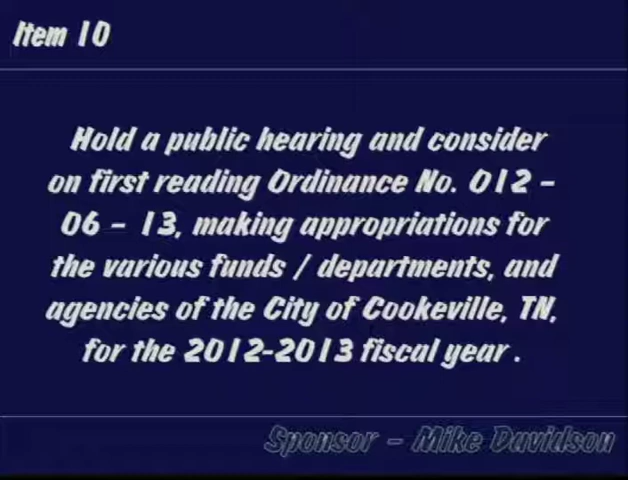 Item 10
Hold a public hearing and consider
on first reading Ordinance No. 012 -
06 - 13, making appropriations for
the various funds / departments, and
agencies of the City of Cookeville, TN,
for the 2012-2013 fiscal year .
Sponsor - Mike Davidson